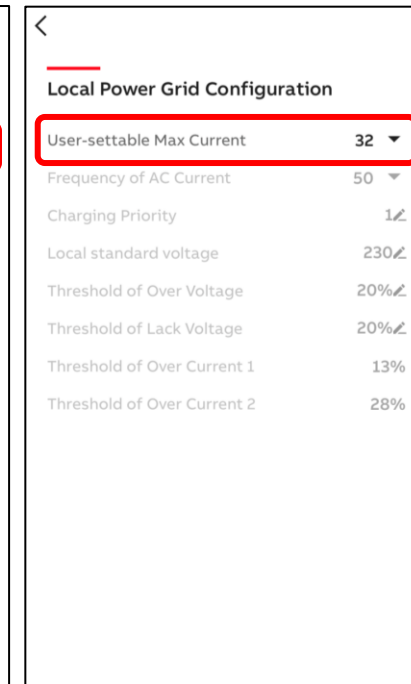 Local Power Grid Configuration
User-settable Max Current 32
Frequency of AC Current 50
Charging Priority 1
Local standard voltage 230
Threshold of Over Voltage 20%
Threshold of Lack Voltage 20%
Threshold of Over Current 1 13%
Threshold of Over Current 2 28%